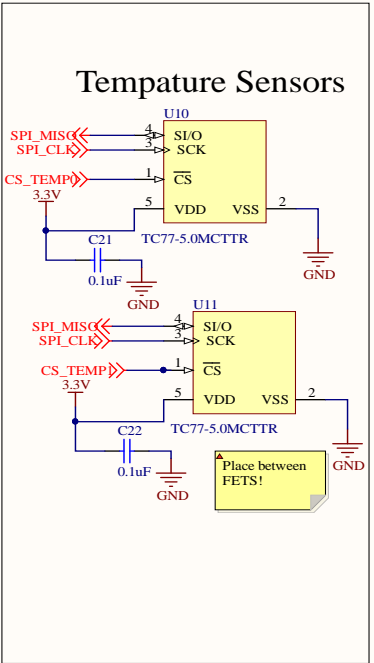 Tempature Sensors
U10
SPI_MISO 4 SI/O
SPI_CLK 3 SCK
CS_TEMP0 1 CS
3.3V
5 VDD VSS 2
C21
TC77-5.0MCTTR
0.1uF
GND
GND
U11
SPI_MISO 4 SI/O
SPI_CLK 3 SCK
CS_TEMP1 1 CS
3.3V
5 VDD VSS 2
C22
TC77-5.0MCTTR
0.1uF
GND
GND
Place between
FETS!